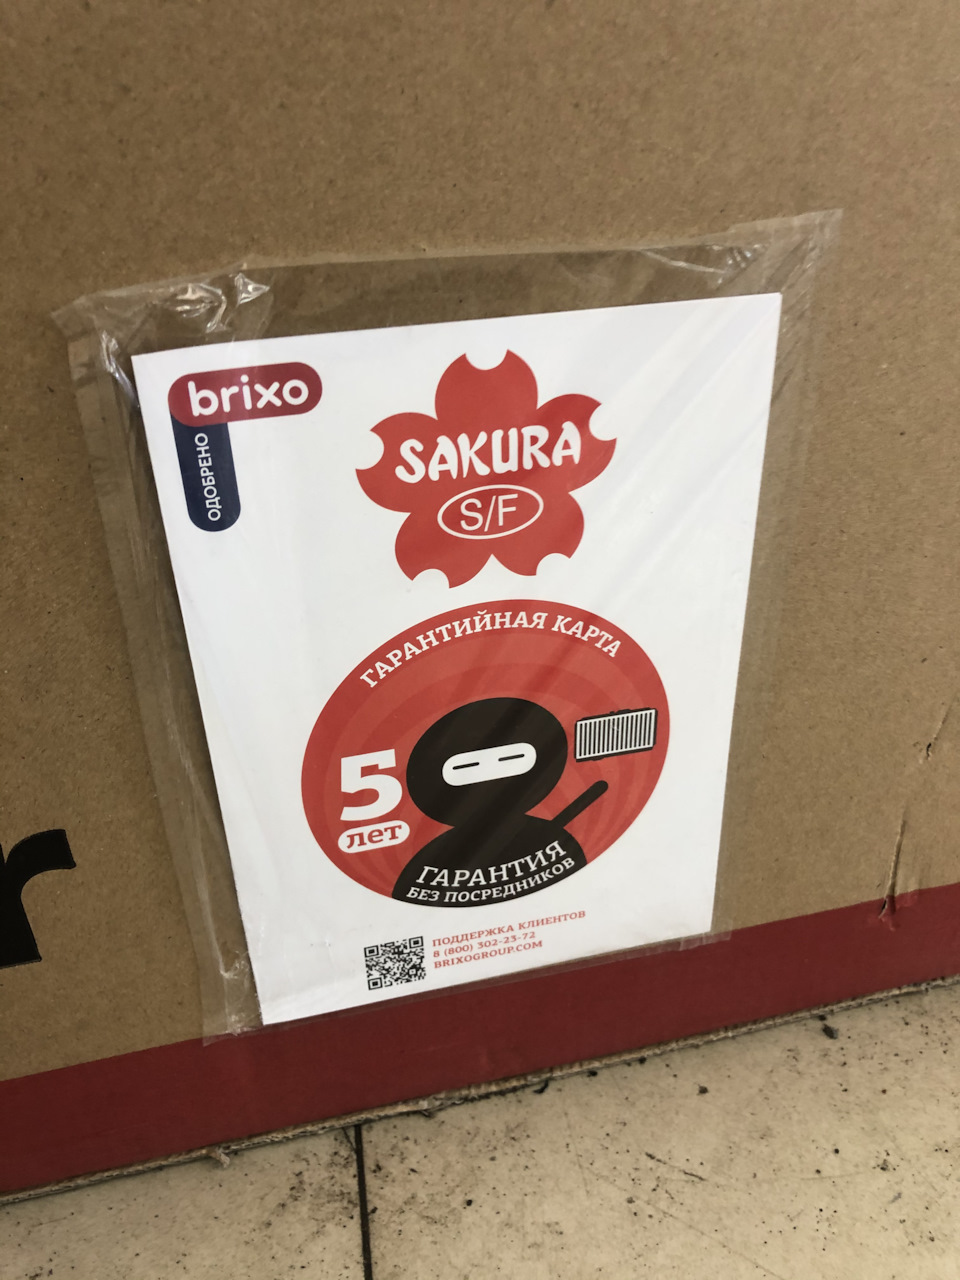 brixo
ОДОБРЕНО
SAKURA
S/F
ГАРАНТИЙНАЯ КАРТА
5
лет
ГАРАНТИЯ
БЕЗ ПОСРЕДНИКОВ
ПОДДЕРЖКА КЛИЕНТОВ
8 (800) 302-23-72
BRIXOGROUP.COM
r